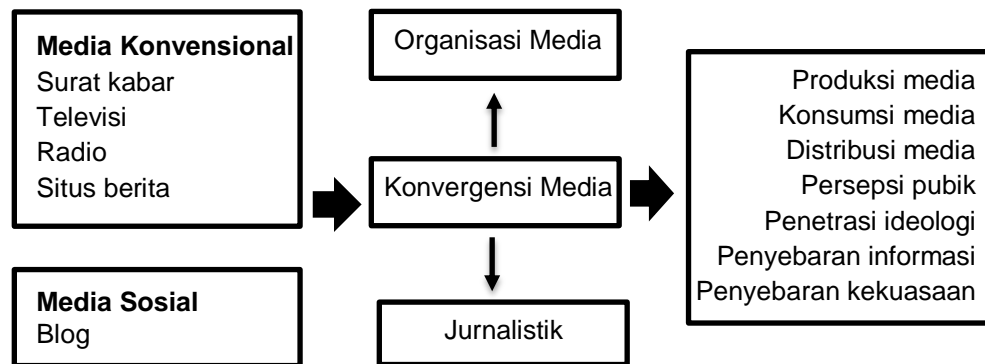 Media Konvensional
Surat kabar
Televisi
Radio
Situs berita
Media Sosial
Blog
Organisasi Media
Konvergensi Media
Jurnalistik
Produksi media
Konsumsi media
Distribusi media
Persepsi pubik
Penetrasi ideologi
Penyebaran informasi
Penyebaran kekuasaan